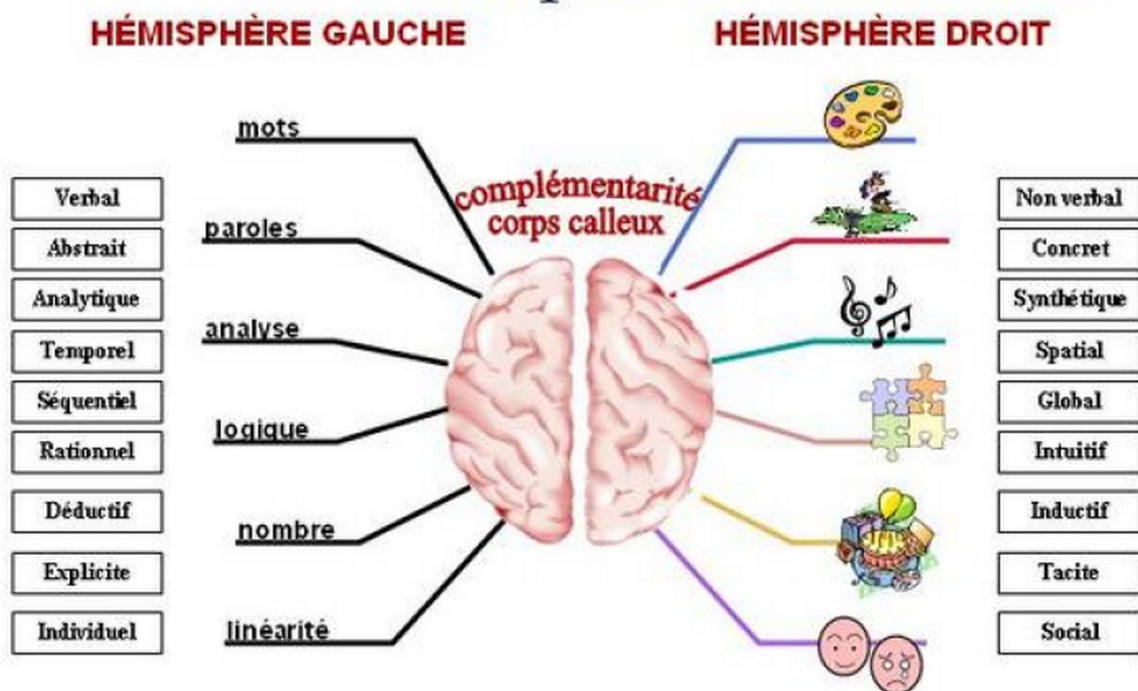 HÉMISPHÈRE GAUCHE
HÉMISPHÈRE DROIT
complémentarité
corps calleux
mots
paroles
analyse
logique
nombre
linéarité
Verbal
Abstrait
Analytique
Temporel
Séquentiel
Rationnel
Déductif
Explicite
Individuel
Non verbal
Concret
Synthétique
Spatial
Global
Intuitif
Inductif
Tacite
Social